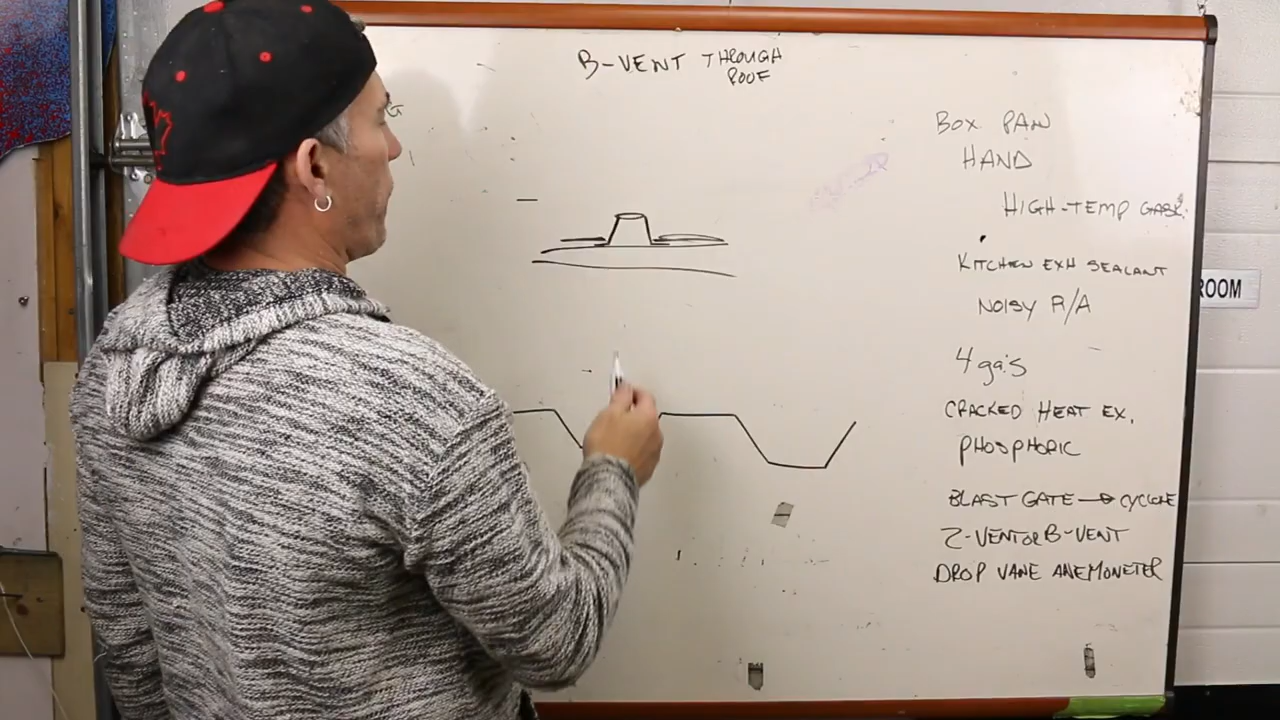 B-VENT THROUGH
ROOF
BOX PAN
HAND
HIGH-TEMP GASK.
KITCHEN EXH SEALANT
NOISY R/A
4 gas
CRACKED HEAT EX.
PHOSPHORIC
BLAST GATE → CYCLONE
Z-VENT OR B-VENT
DROP VANE ANEMOMETER
ROOM